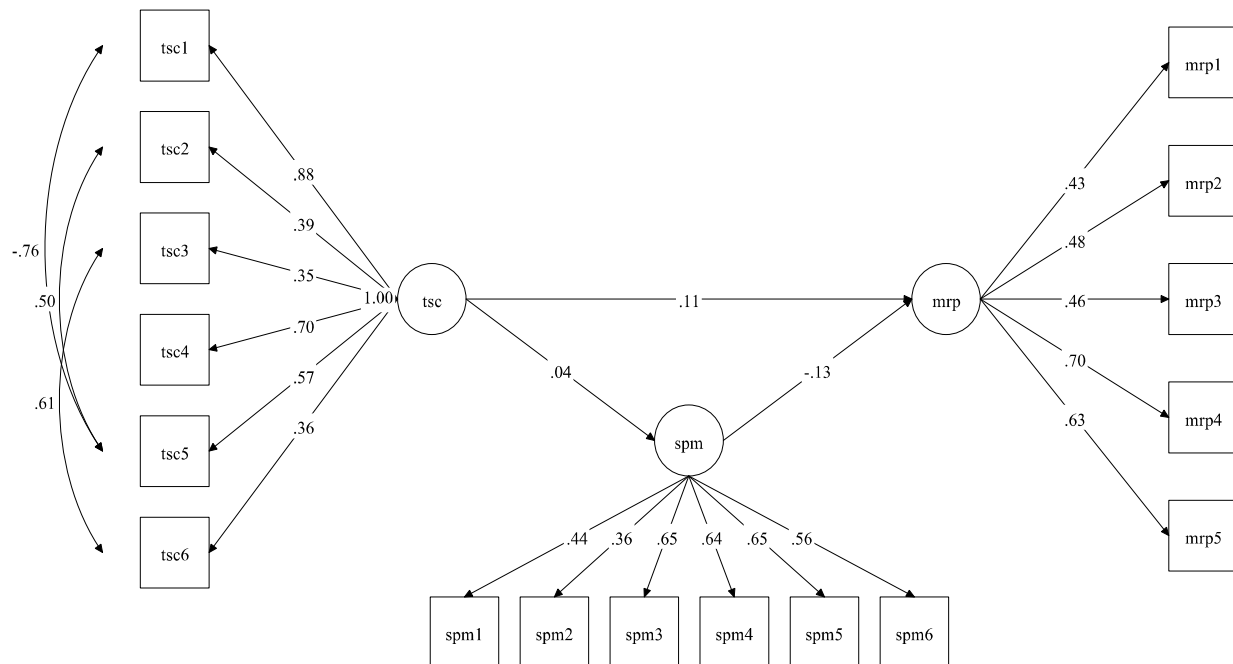 tsc1
tsc2
tsc3
tsc4
tsc5
tsc6
-.76
.50
.61
.88
.39
.35
.70
.57
.36
1.00
tsc
.11
.04
-.13
spm
mrp
.43
.48
.46
.70
.63
mrp1
mrp2
mrp3
mrp4
mrp5
.44 .36 .65 .64 .65 .56
spm1 spm2 spm3 spm4 spm5 spm6